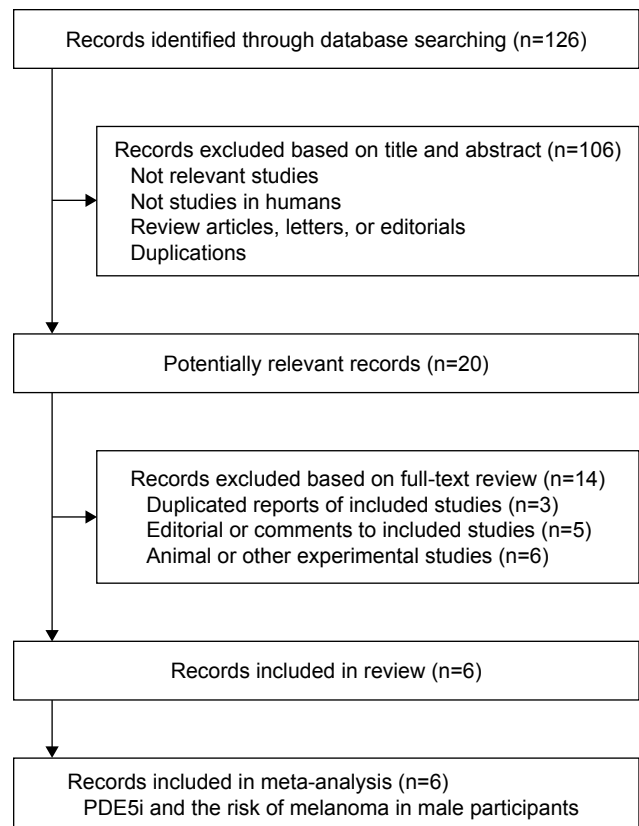 Records identified through database searching (n=126)
Records excluded based on title and abstract (n=106)
Not relevant studies
Not studies in humans
Review articles, letters, or editorials
Duplications
Potentially relevant records (n=20)
Records excluded based on full-text review (n=14)
Duplicated reports of included studies (n=3)
Editorial or comments to included studies (n=5)
Animal or other experimental studies (n=6)
Records included in review (n=6)
Records included in meta-analysis (n=6)
PDE5i and the risk of melanoma in male participants